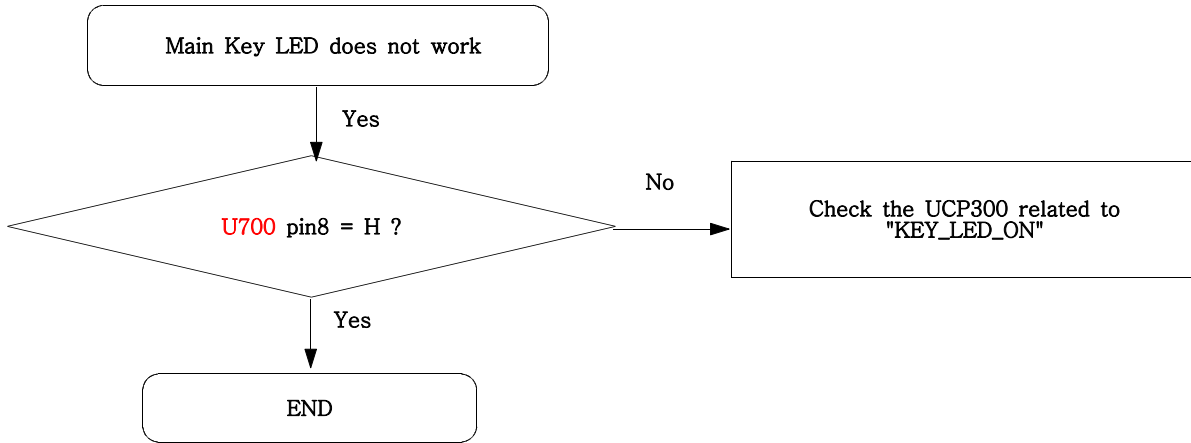 Main Key LED does not work
Yes
No
U700 pin8 = H ?
Check the UCP300 related to
"KEY_LED_ON"
Yes
END